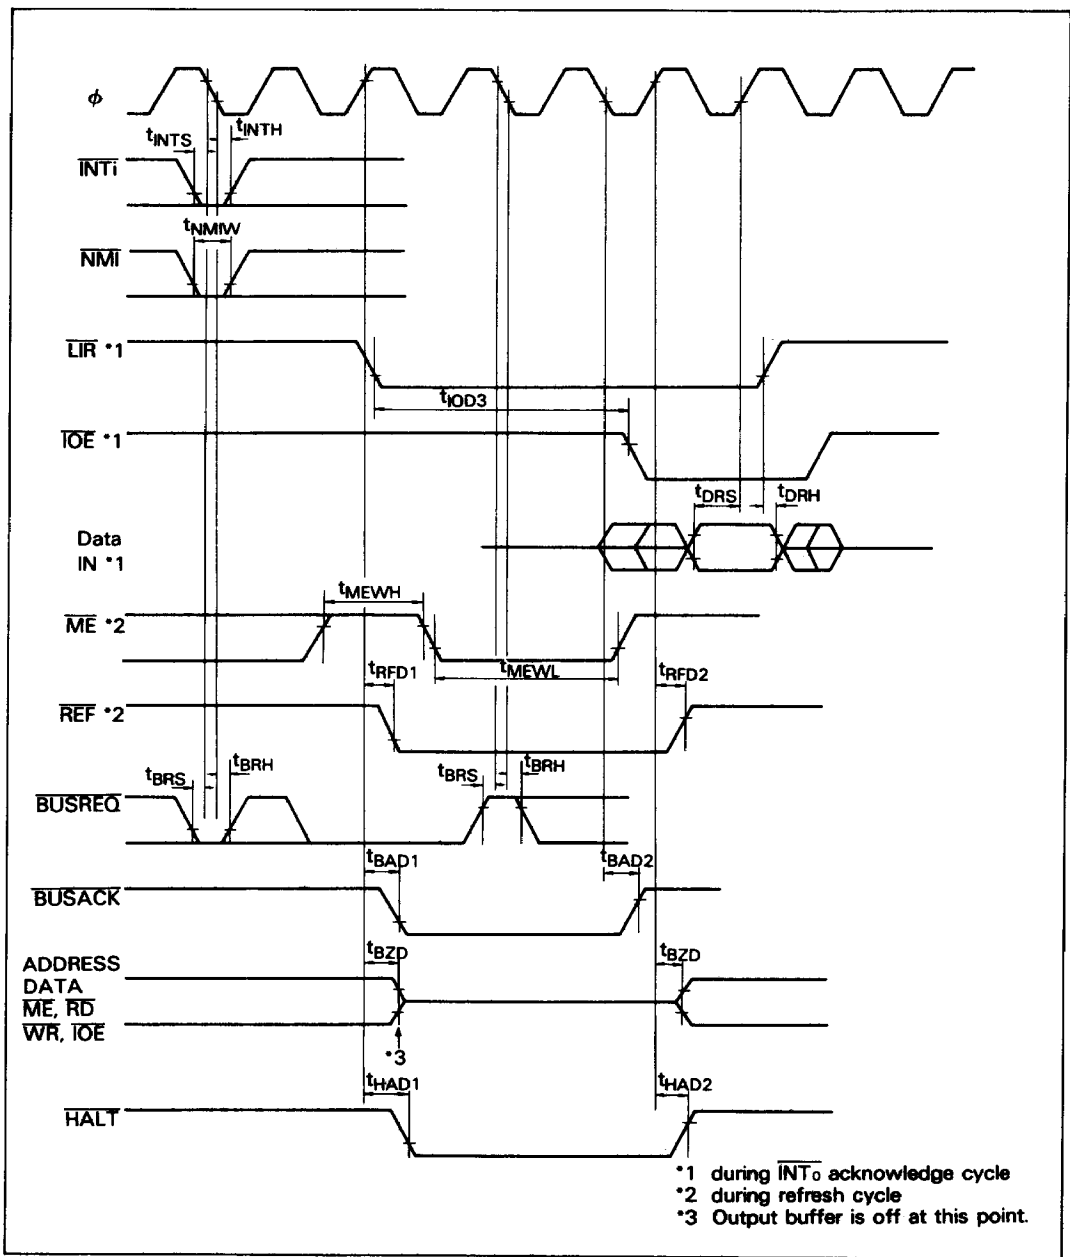 φ
tINTS tINTH
INTi
tNMIW
NMI
LIR *1
tIOD3
IOE *1
tDRS tDRH
Data
IN *1
tMEWH
ME *2
tMEWL
tRFD1 tRFD2
REF *2
tBRS tBRH tBRS tBRH
BUSREQ
tBAD1 tBAD2
BUSACK
tBZD tBZD
ADDRESS
DATA
ME, RD
WR, IOE
*3
tHAD1 tHAD2
HALT
*1 during INT0 acknowledge cycle
*2 during refresh cycle
*3 Output buffer is off at this point.